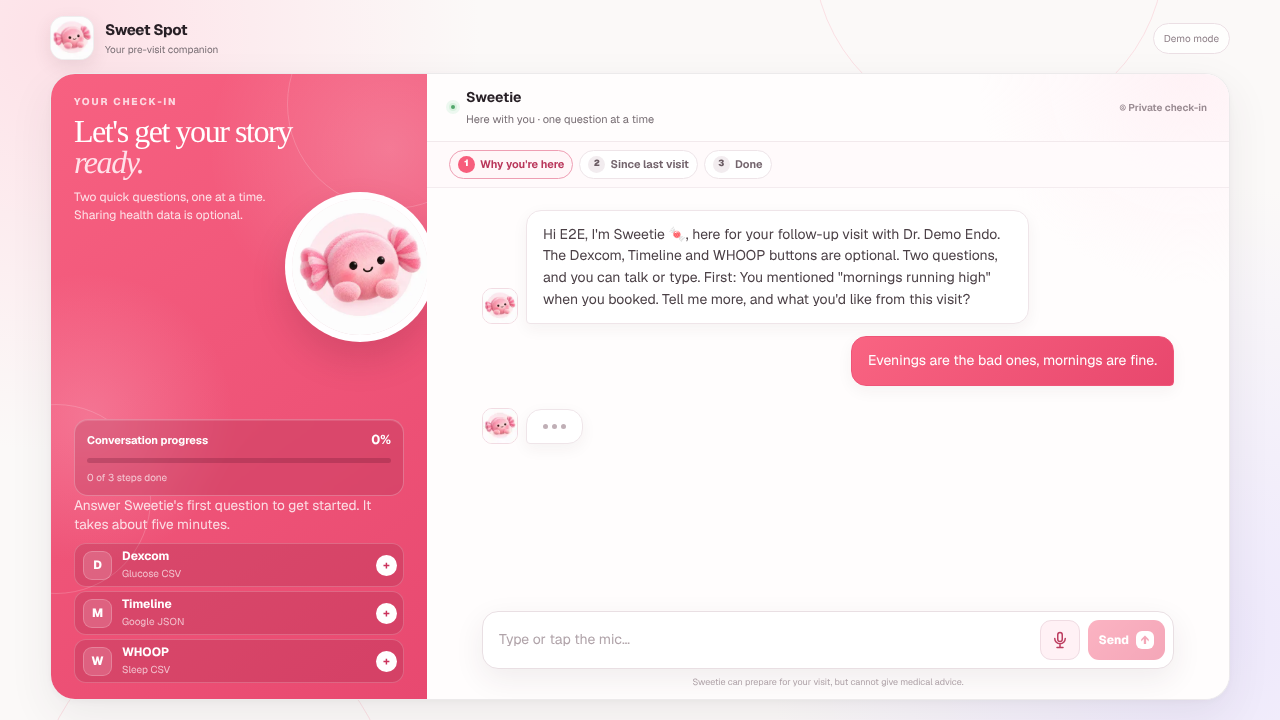 Sweet Spot
Your pre-visit companion
Demo mode
YOUR CHECK-IN
Let's get your story
ready.
Two quick questions, one at a time.
Sharing health data is optional.
Conversation progress
0%
0 of 3 steps done
Answer Sweetie's first question to get started. It
takes about five minutes.
D
Dexcom
Glucose CSV
+
M
Timeline
Google JSON
+
W
WHOOP
Sleep CSV
+
Sweetie
Here with you · one question at a time
Private check-in
1 Why you're here
2 Since last visit
3 Done
Hi E2E, I'm Sweetie 🍬, here for your follow-up visit with Dr. Demo Endo.
The Dexcom, Timeline and WHOOP buttons are optional. Two questions,
and you can talk or type. First: You mentioned "mornings running high"
when you booked. Tell me more, and what you'd like from this visit?
Evenings are the bad ones, mornings are fine.
Type or tap the mic...
Send
Sweetie can prepare for your visit, but cannot give medical advice.